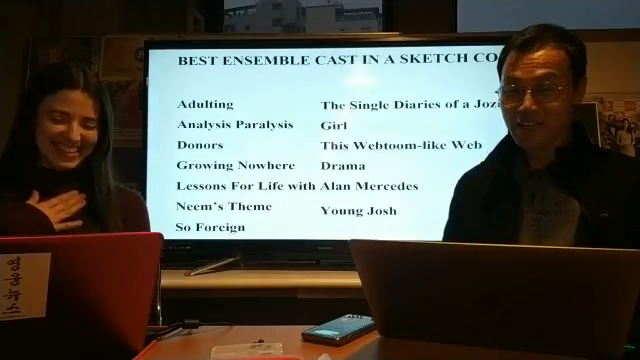 BEST ENSEMBLE CAST IN A SKETCH CO
Adulting
Analysis Paralysis
Donors
Growing Nowhere
Lessons For Life with Alan Mercedes
Neem's Theme
So Foreign
The Single Diaries of a Jozi
Girl
This Webtoom-like Web
Drama
Young Josh